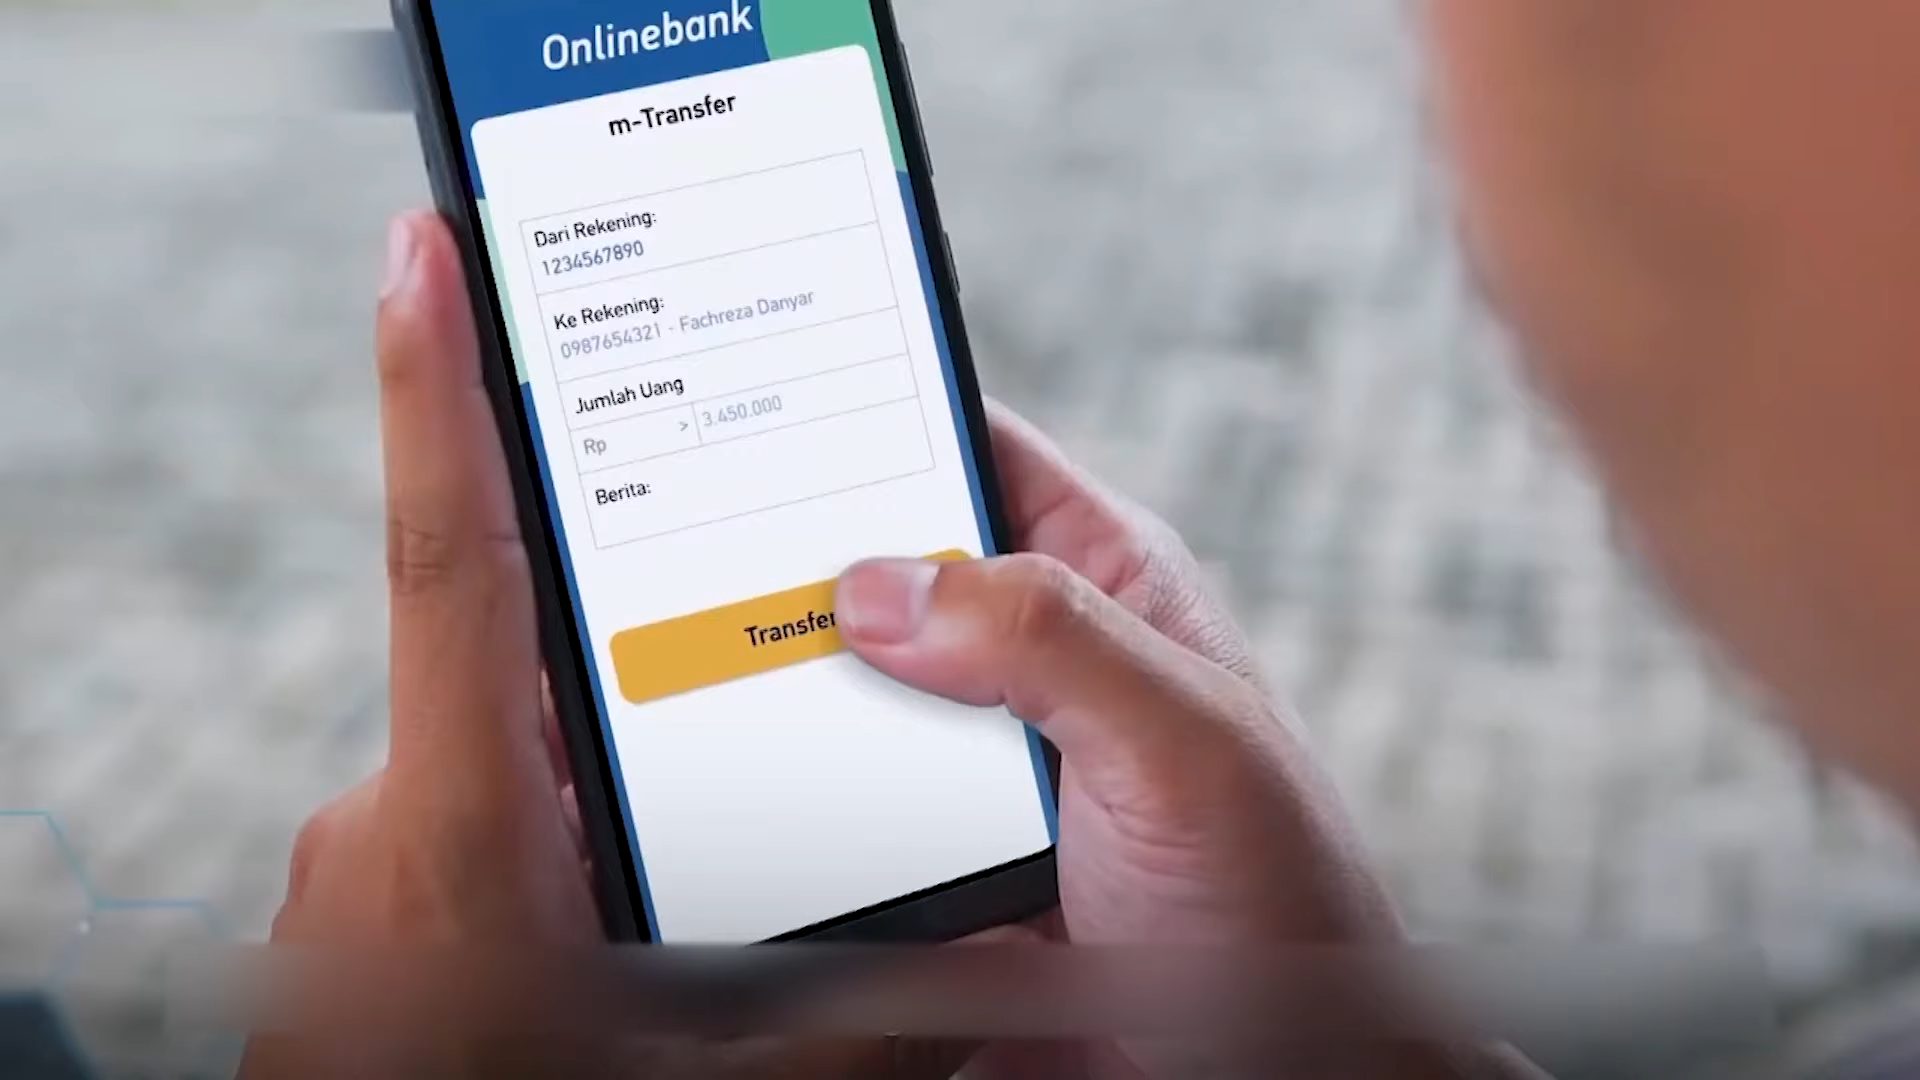 Onlinebank
m-Transfer
Dari Rekening:
1234567890
Ke Rekening:
0987654321 - Fachreza Danyar
Jumlah Uang
Rp > 3.450.000
Berita:
Transfer